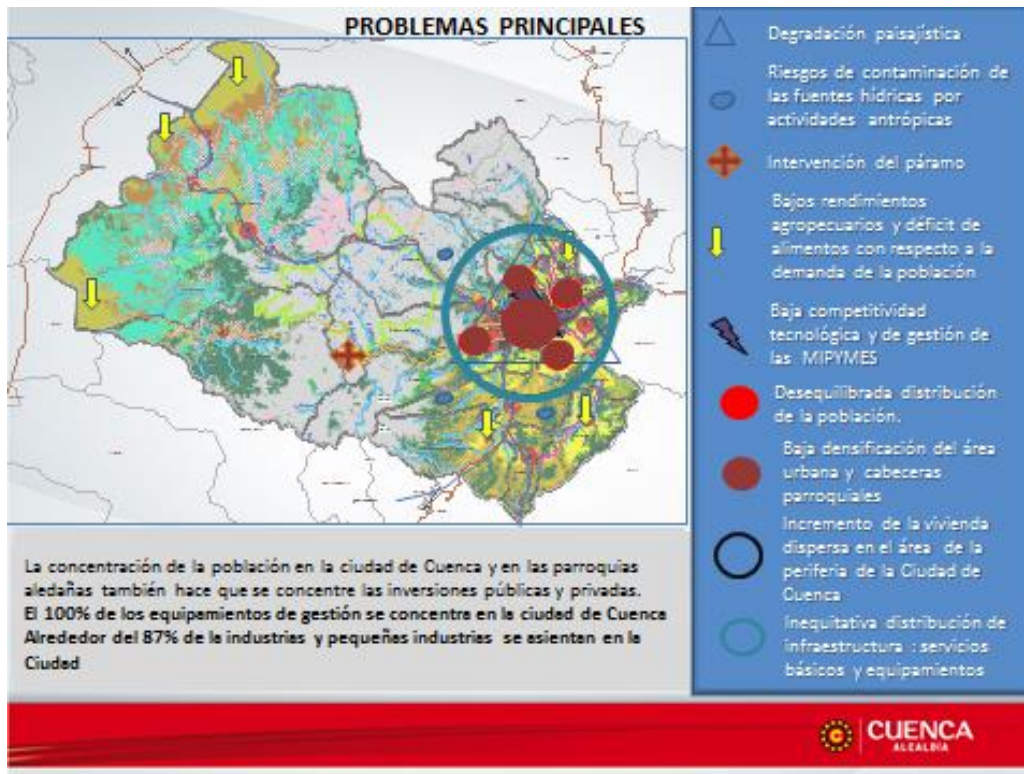 PROBLEMAS PRINCIPALES
Degradación paisajística
Riesgos de contaminación de
las fuentes hídricas por
actividades antrópicas
Intervención del páramo
Bajos rendimientos
agropecuarios y déficit de
alimentos con respecto a la
demanda de la población
Baja competitividad
tecnológica y de gestión de
las MIPYMES
Desequilibrada distribución
de la población.
Baja densificación del área
urbana y cabeceras
parroquiales
Incremento de la vivienda
dispersa en el área de la
periferia de la Ciudad de
Cuenca
Inequitativa distribución de
infraestructura : servicios
básicos y equipamientos
La concentración de la población en la ciudad de Cuenca y en las parroquias
aledañas también hace que se concentre las inversiones públicas y privadas.
El 100% de los equipamientos de gestión se concentra en la ciudad de Cuenca
Alrededor del 87% de la industrias y pequeñas industrias se asientan en la
Ciudad
CUENCA
ALCALDÍA